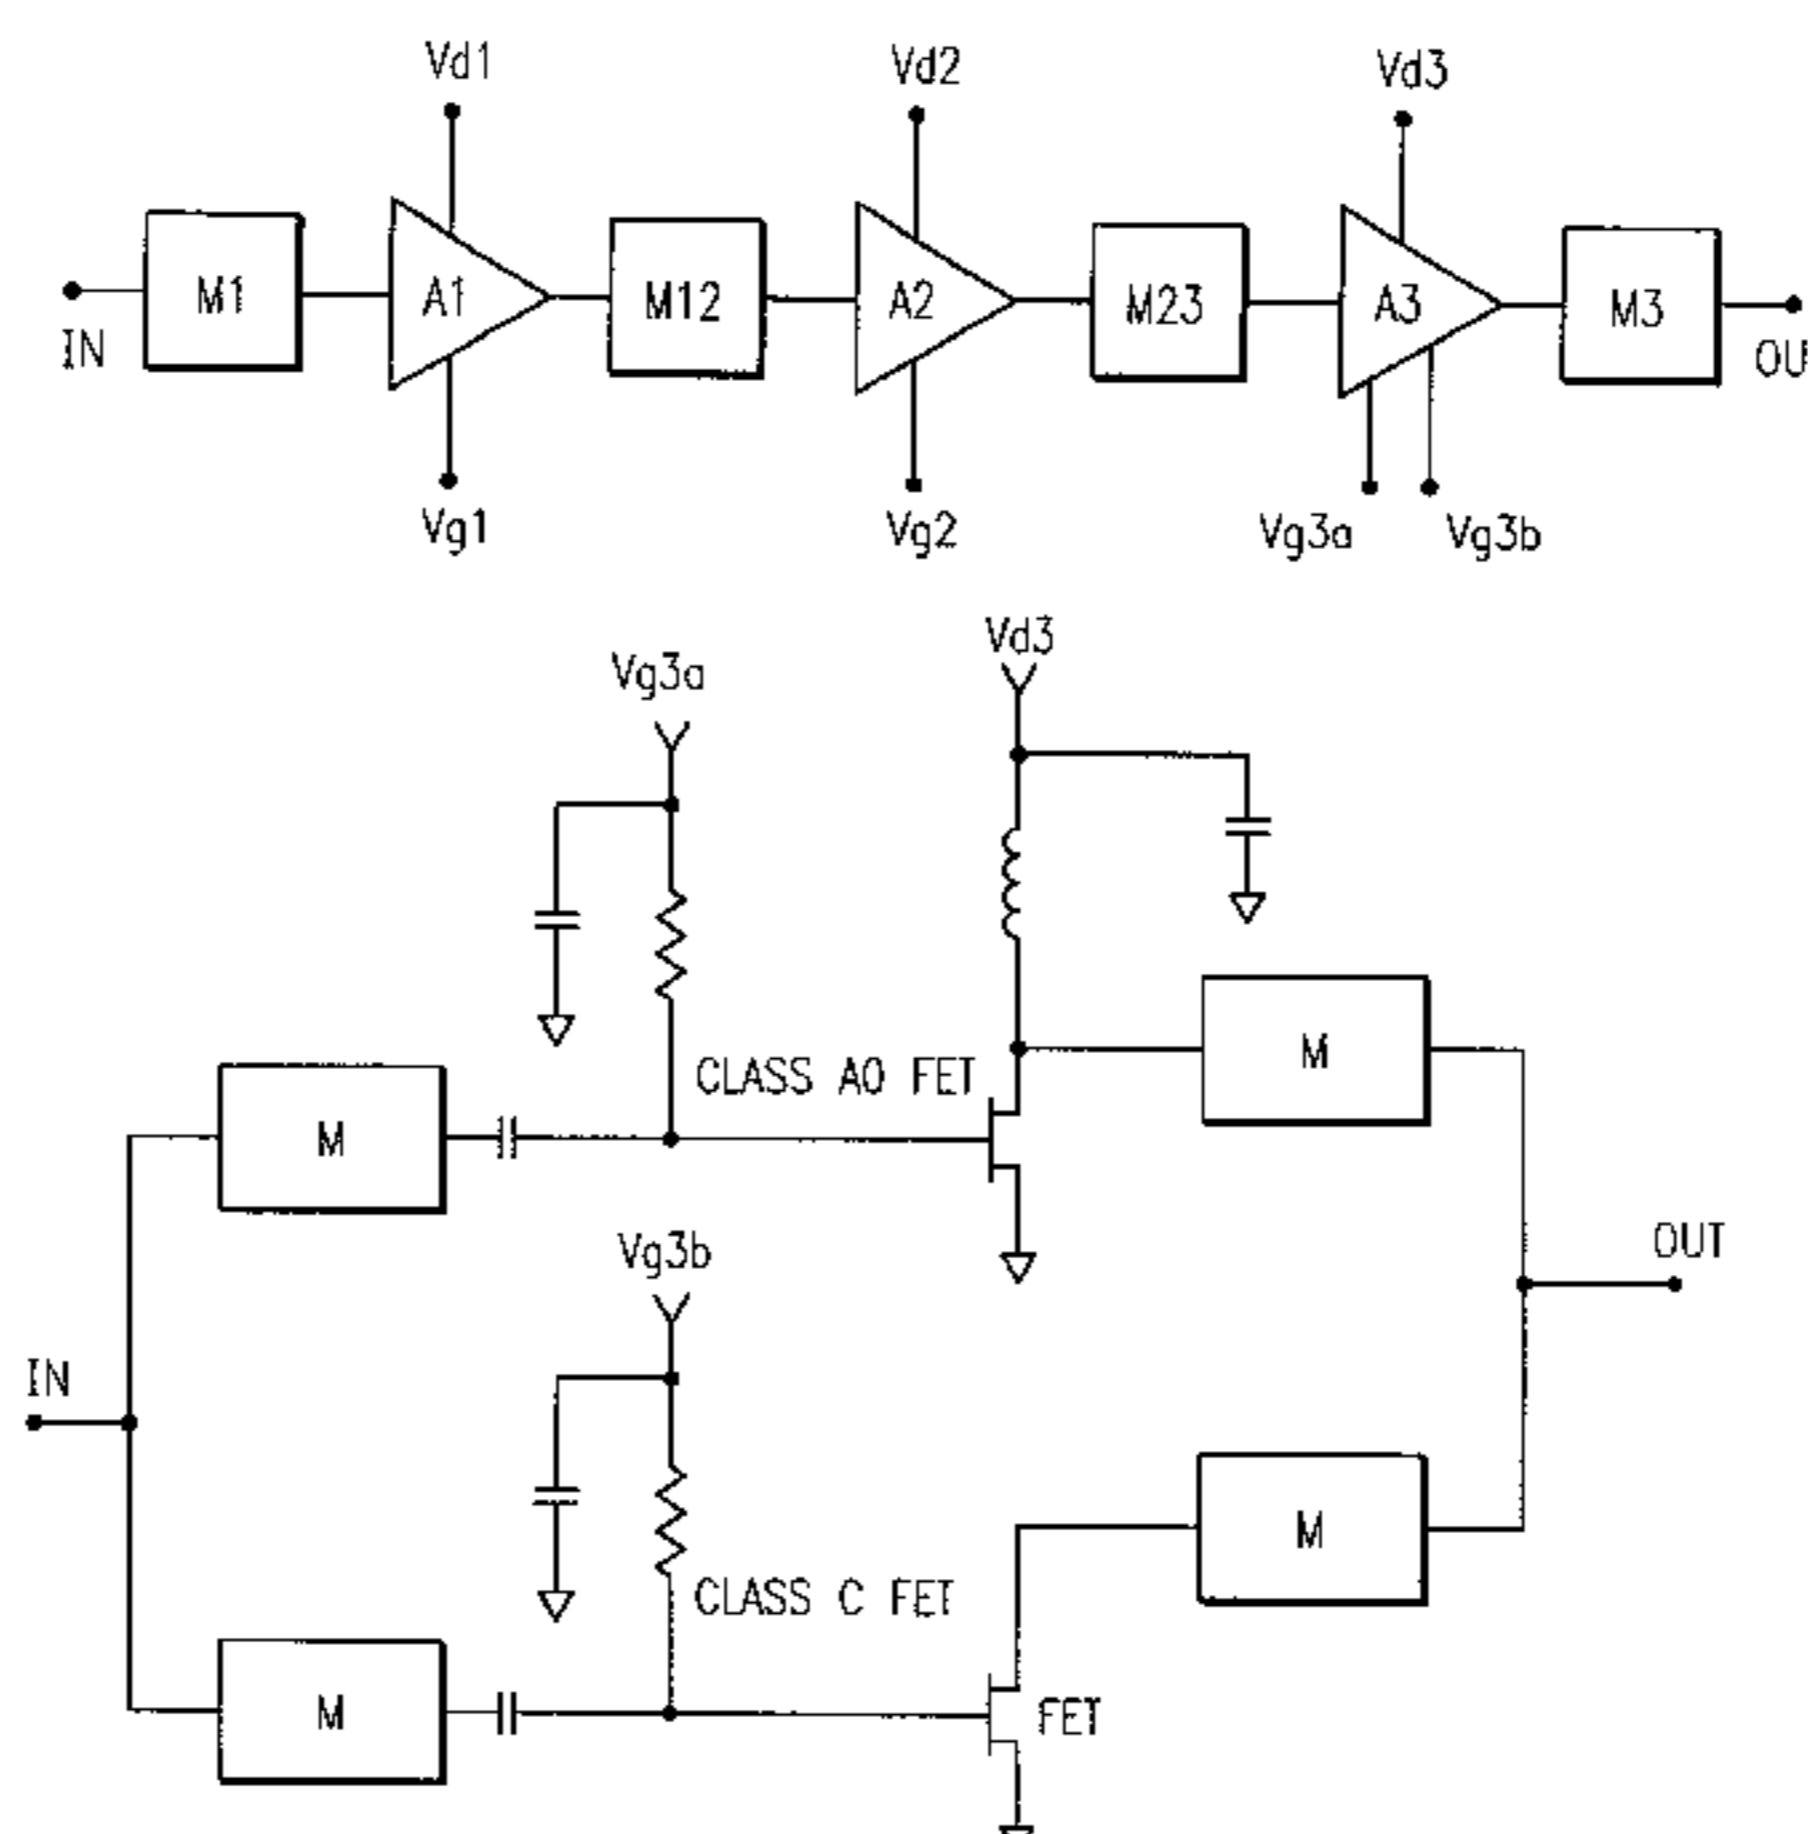 Vd1 Vd2 Vd3
IN M1 A1 M12 A2 M23 A3 M3 OU
Vg1 Vg2 Vg3a Vg3b
Vd3
Vg3a
CLASS AO FET
M
M
Vg3b
OUT
IN
M
CLASS C FET
M
FET